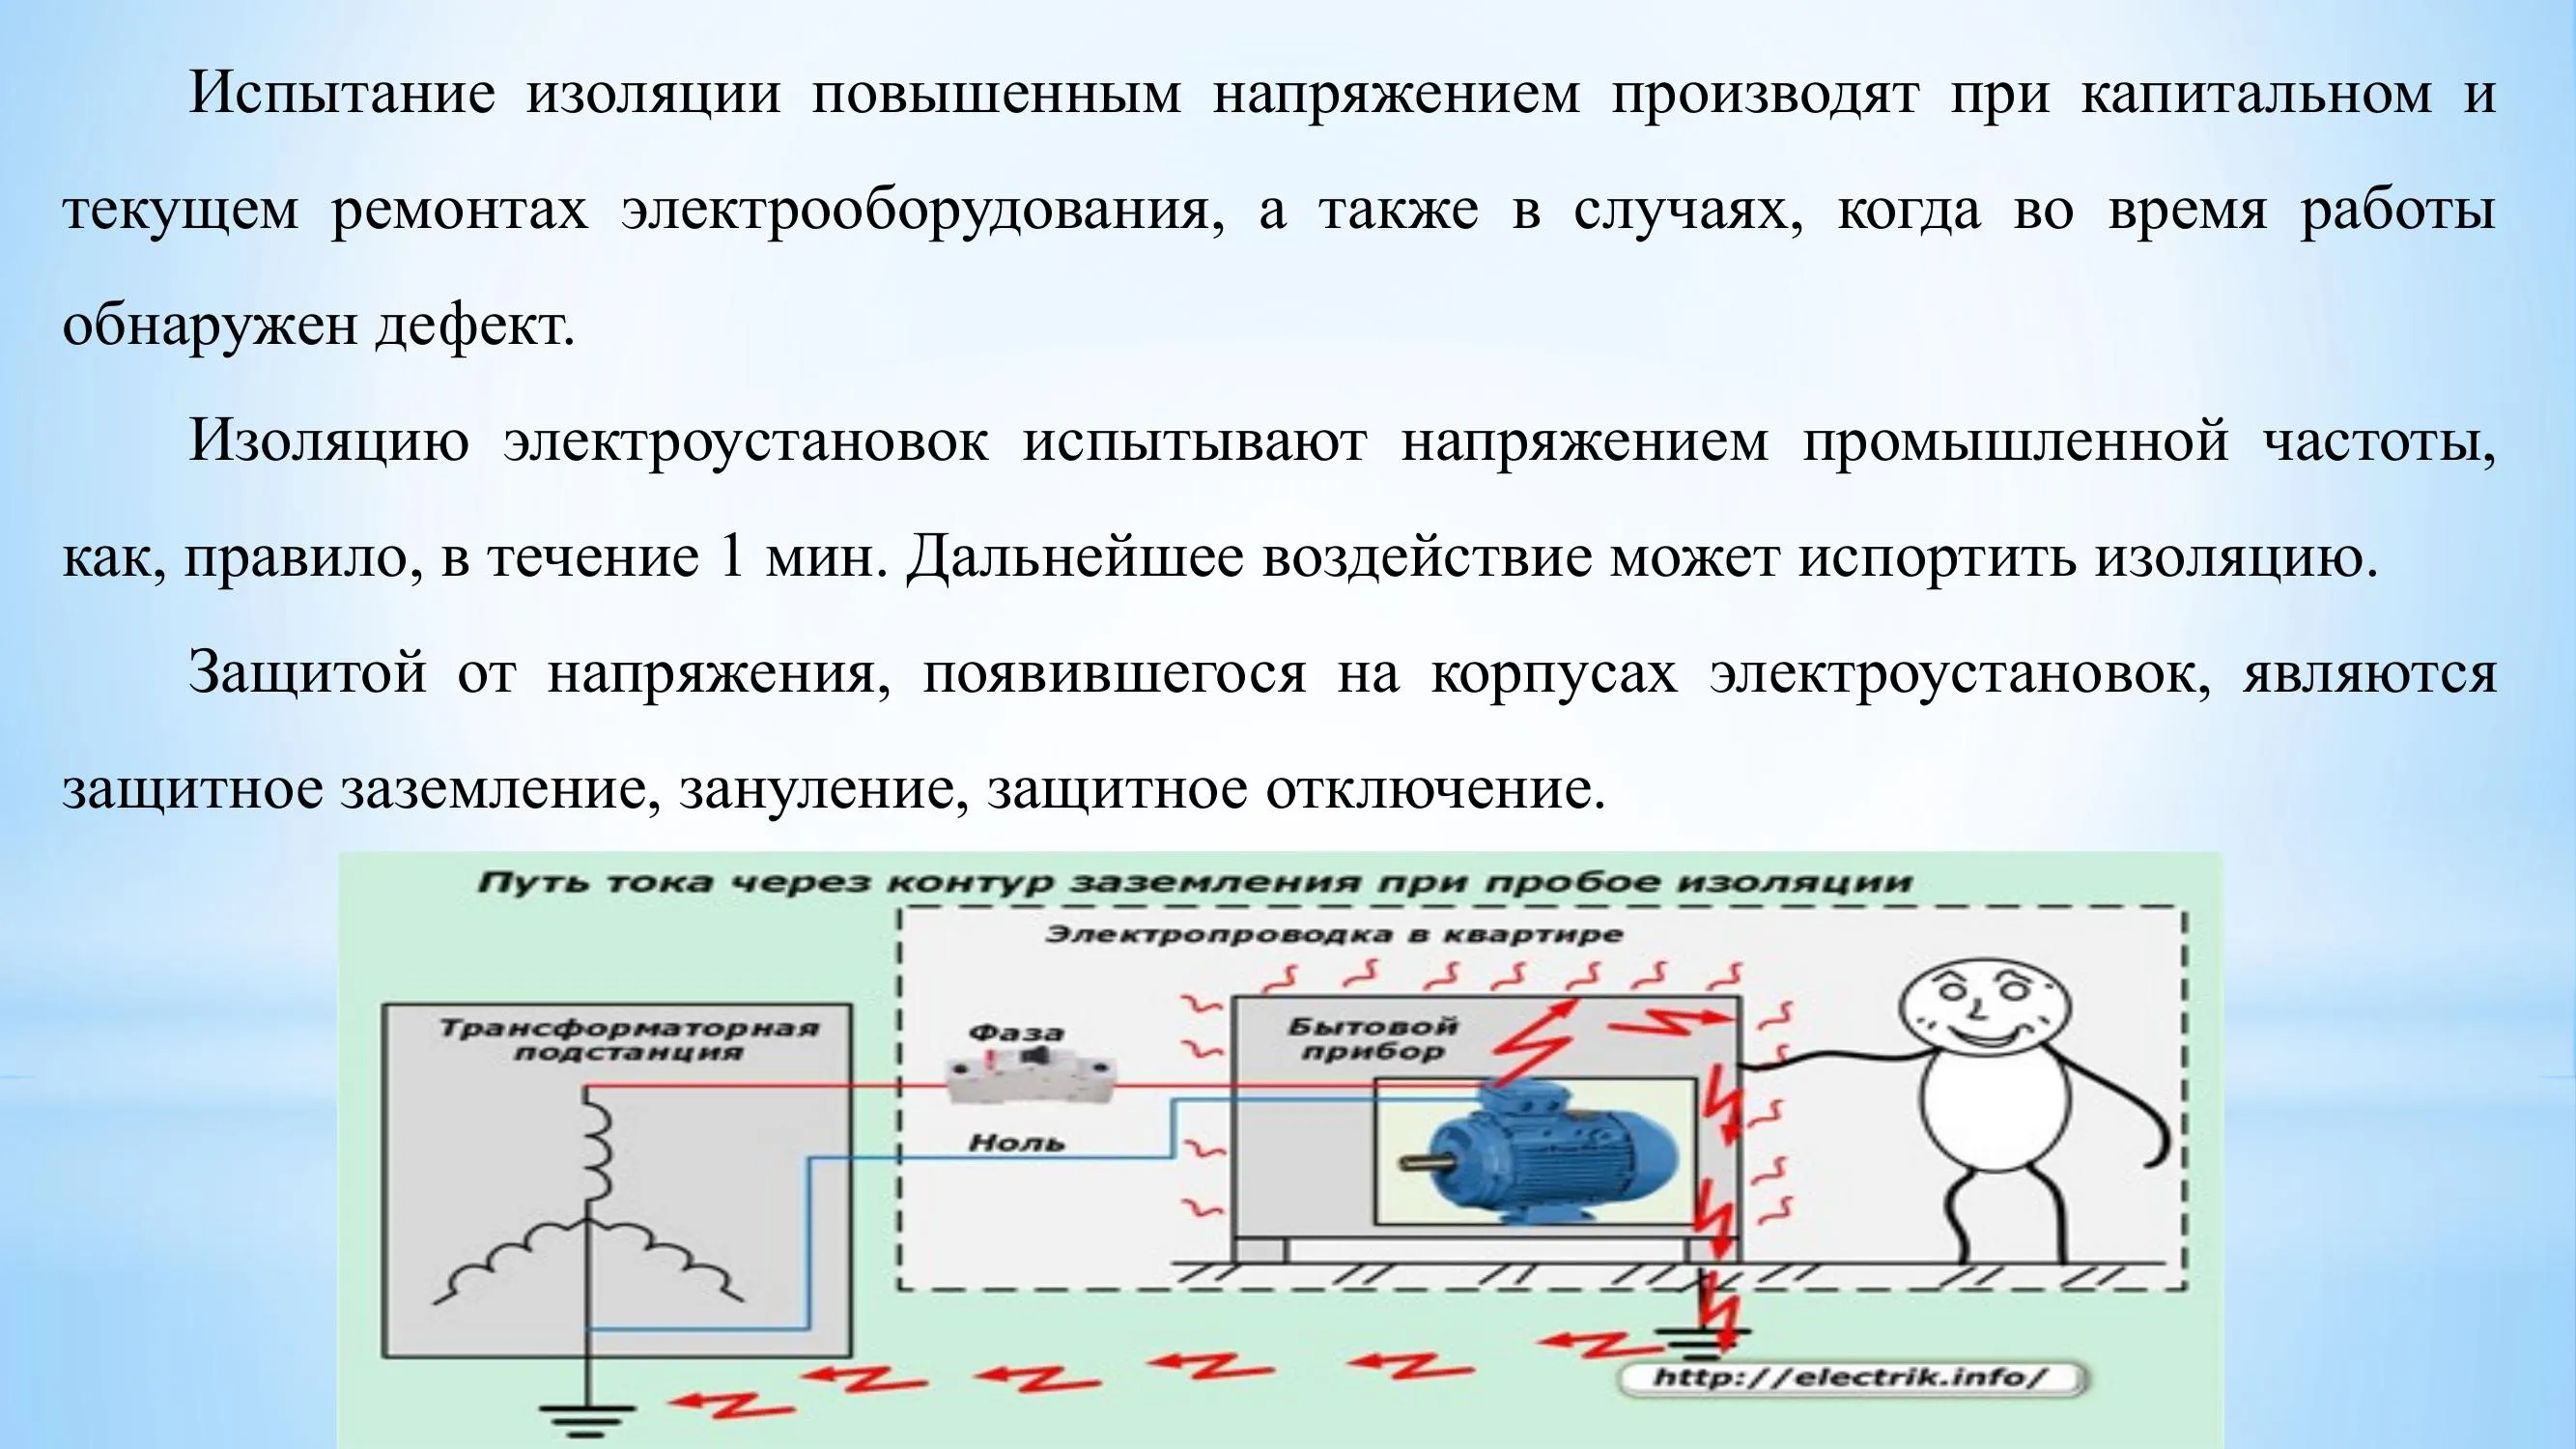 Испытание изоляции повышенным напряжением производят при капитальном и
текущем ремонтах электрооборудования, а также в случаях, когда во время работы
обнаружен дефект.
Изоляцию электроустановок испытывают напряжением промышленной частоты,
как, правило, в течение 1 мин. Дальнейшее воздействие может испортить изоляцию.
Защитой от напряжения, появившегося на корпусах электроустановок, являются
защитное заземление, зануление, защитное отключение.
Путь тока через контур заземления при пробое изоляции
Электропроводка в квартире
Трансформаторная
подстанция
Фаза
Ноль
Бытовой
прибор
http://electrik.info/